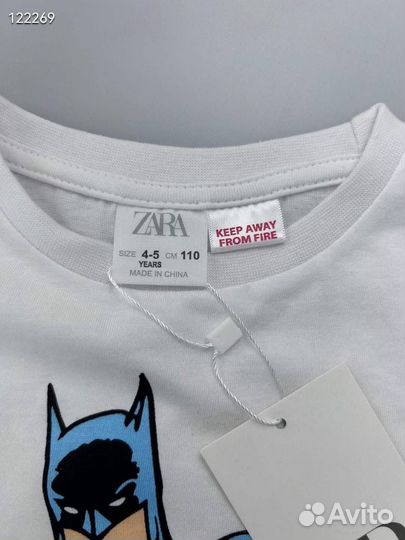 122269
ZARA
SIZE 4-5 CM 110
YEARS
MADE IN CHINA
KEEP AWAY
FROM FIRE
Avito